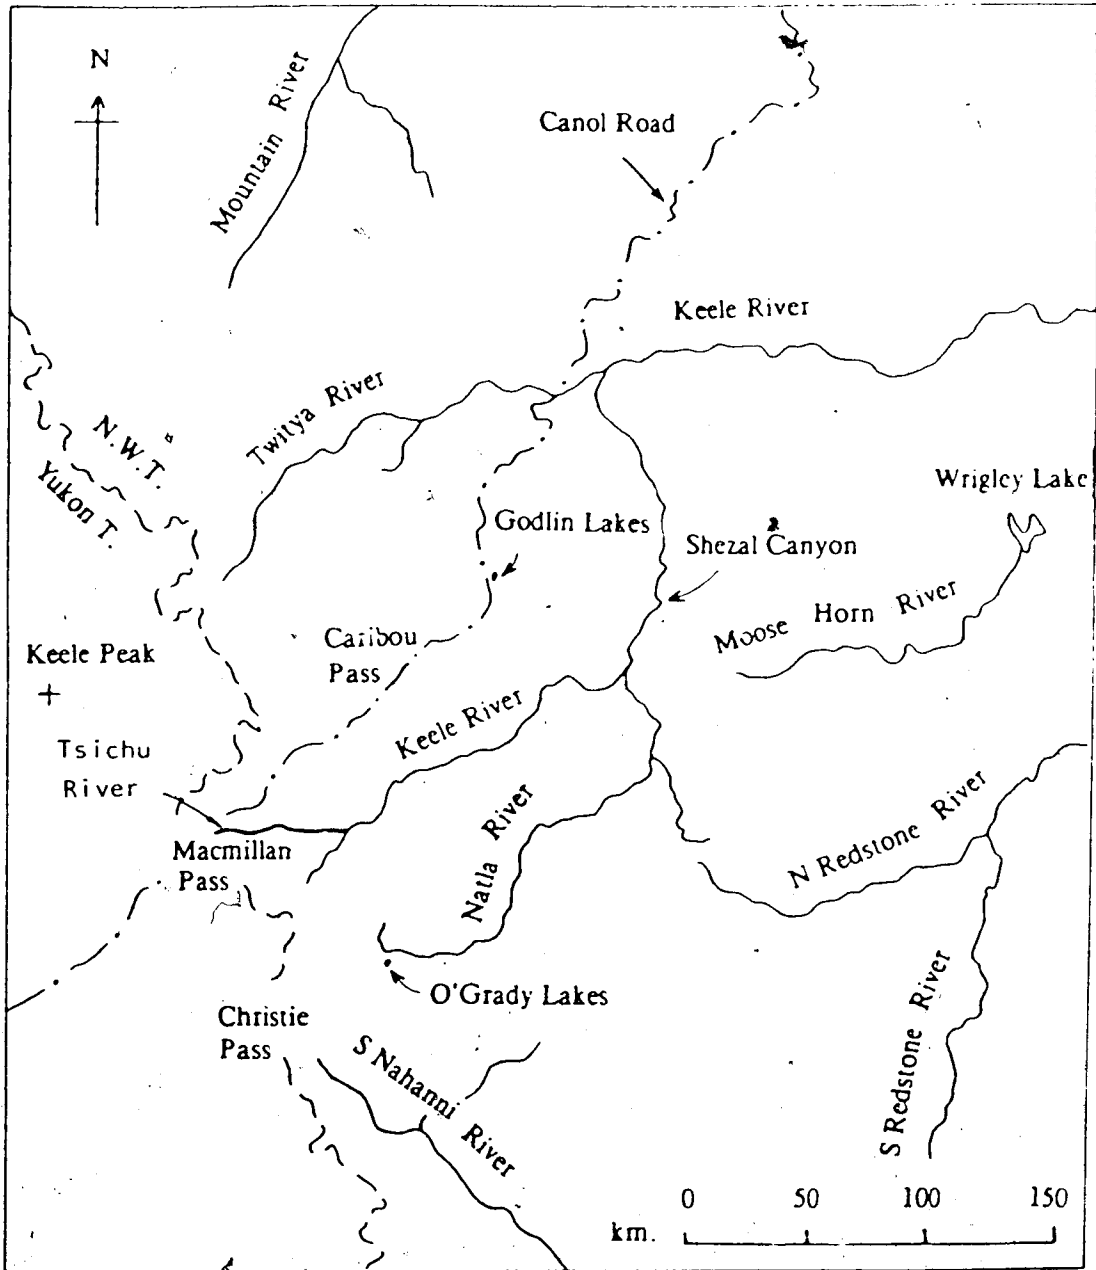 N
Mountain River
Canol Road
Keele River
Twitya River
N.W.T.
Yukon T.
Wrigley Lake
Godlin Lakes
Shezal Canyon
Moose Horn River
Caribou
Pass
Keele Peak
Keele River
Tsichu
River
Natla River
N Redstone River
Macmillan
Pass
O'Grady Lakes
S Redstone River
Christie
Pass
S Nahanni River
0 50 100 150
km.